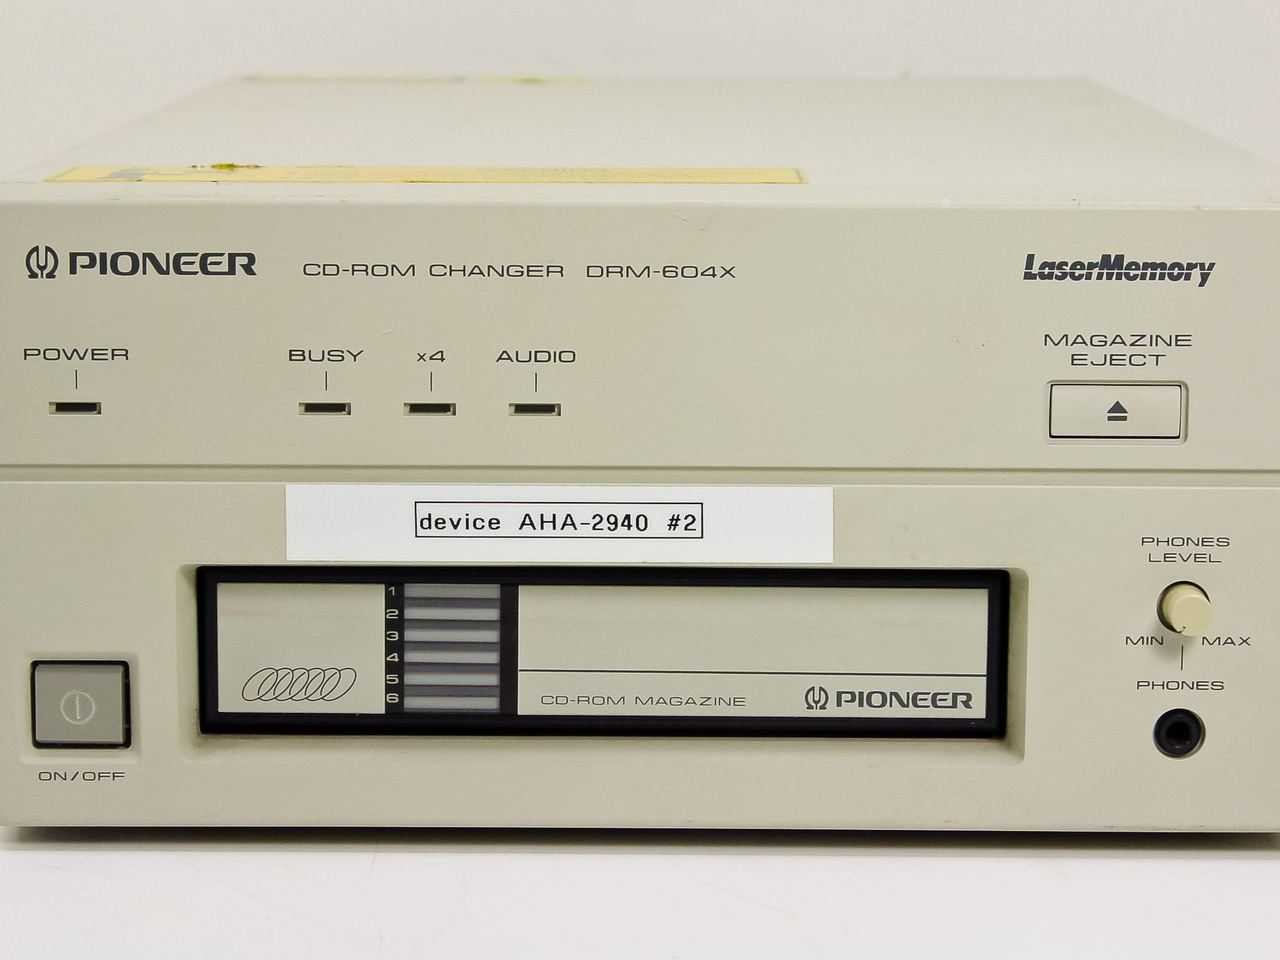 PIONEER CD-ROM CHANGER DRM-604X LaserMemory
POWER BUSY x4 AUDIO
MAGAZINE
EJECT
device AHA-2940 #2
PHONES
LEVEL
MIN MAX
PHONES
1
2
3
4
5
6
CD-ROM MAGAZINE PIONEER
ON/OFF